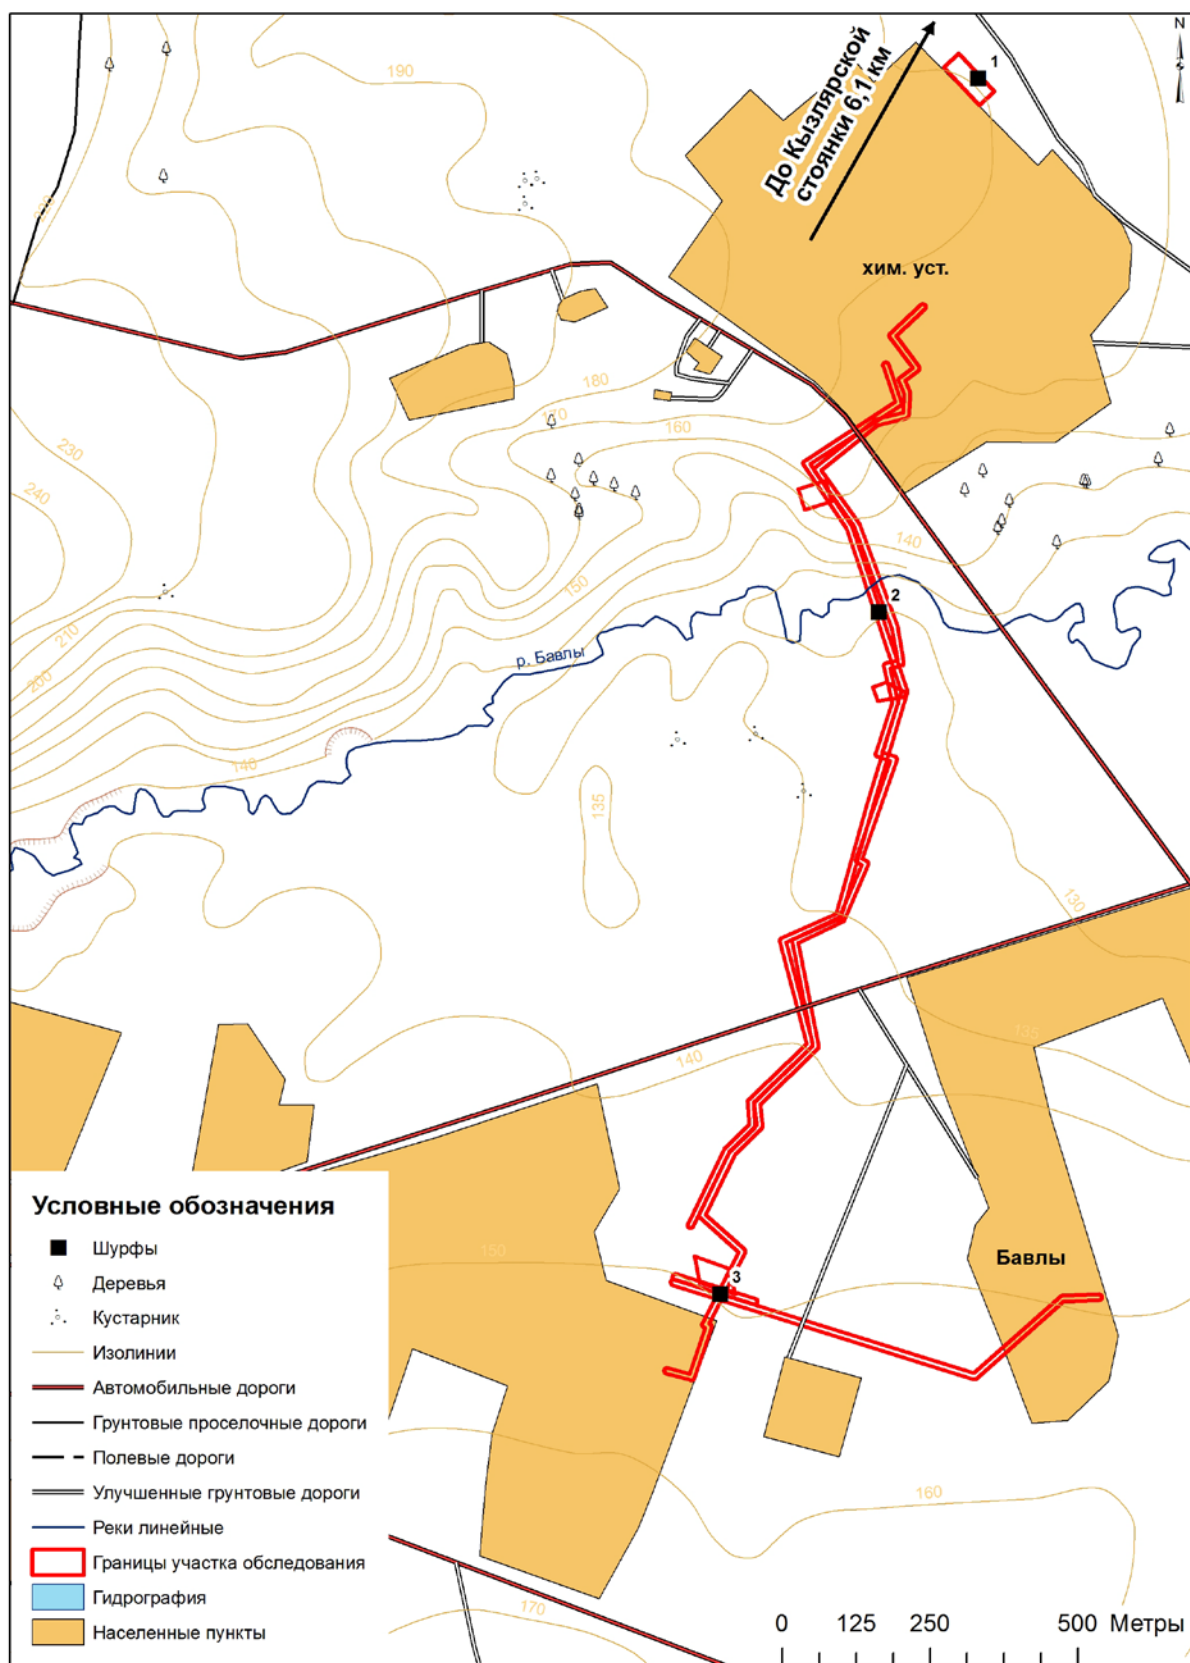 190
N
1
До Кызлярской
стоянки 6,1 км
200
хим. уст.
180
170
160
230
240
140
150
2
210
200
р. Бавлы
140
135
130
135
140
150
Бавлы
3
160
170
Условные обозначения
Шурфы
Деревья
Кустарник
Изолинии
Автомобильные дороги
Грунтовые проселочные дороги
Полевые дороги
Улучшенные грунтовые дороги
Реки линейные
Границы участка обследования
Гидрография
Населенные пункты
0 125 250 500 Метры